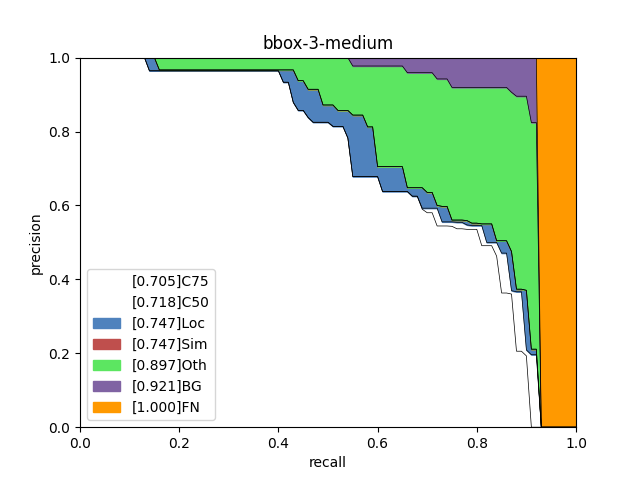 bbox-3-medium
precision
1.0
0.8
0.6
0.4
0.2
0.0
[0.705]C75
[0.718]C50
[0.747]Loc
[0.747]Sim
[0.897]Oth
[0.921]BG
[1.000]FN
0.0 0.2 0.4 0.6 0.8 1.0
recall